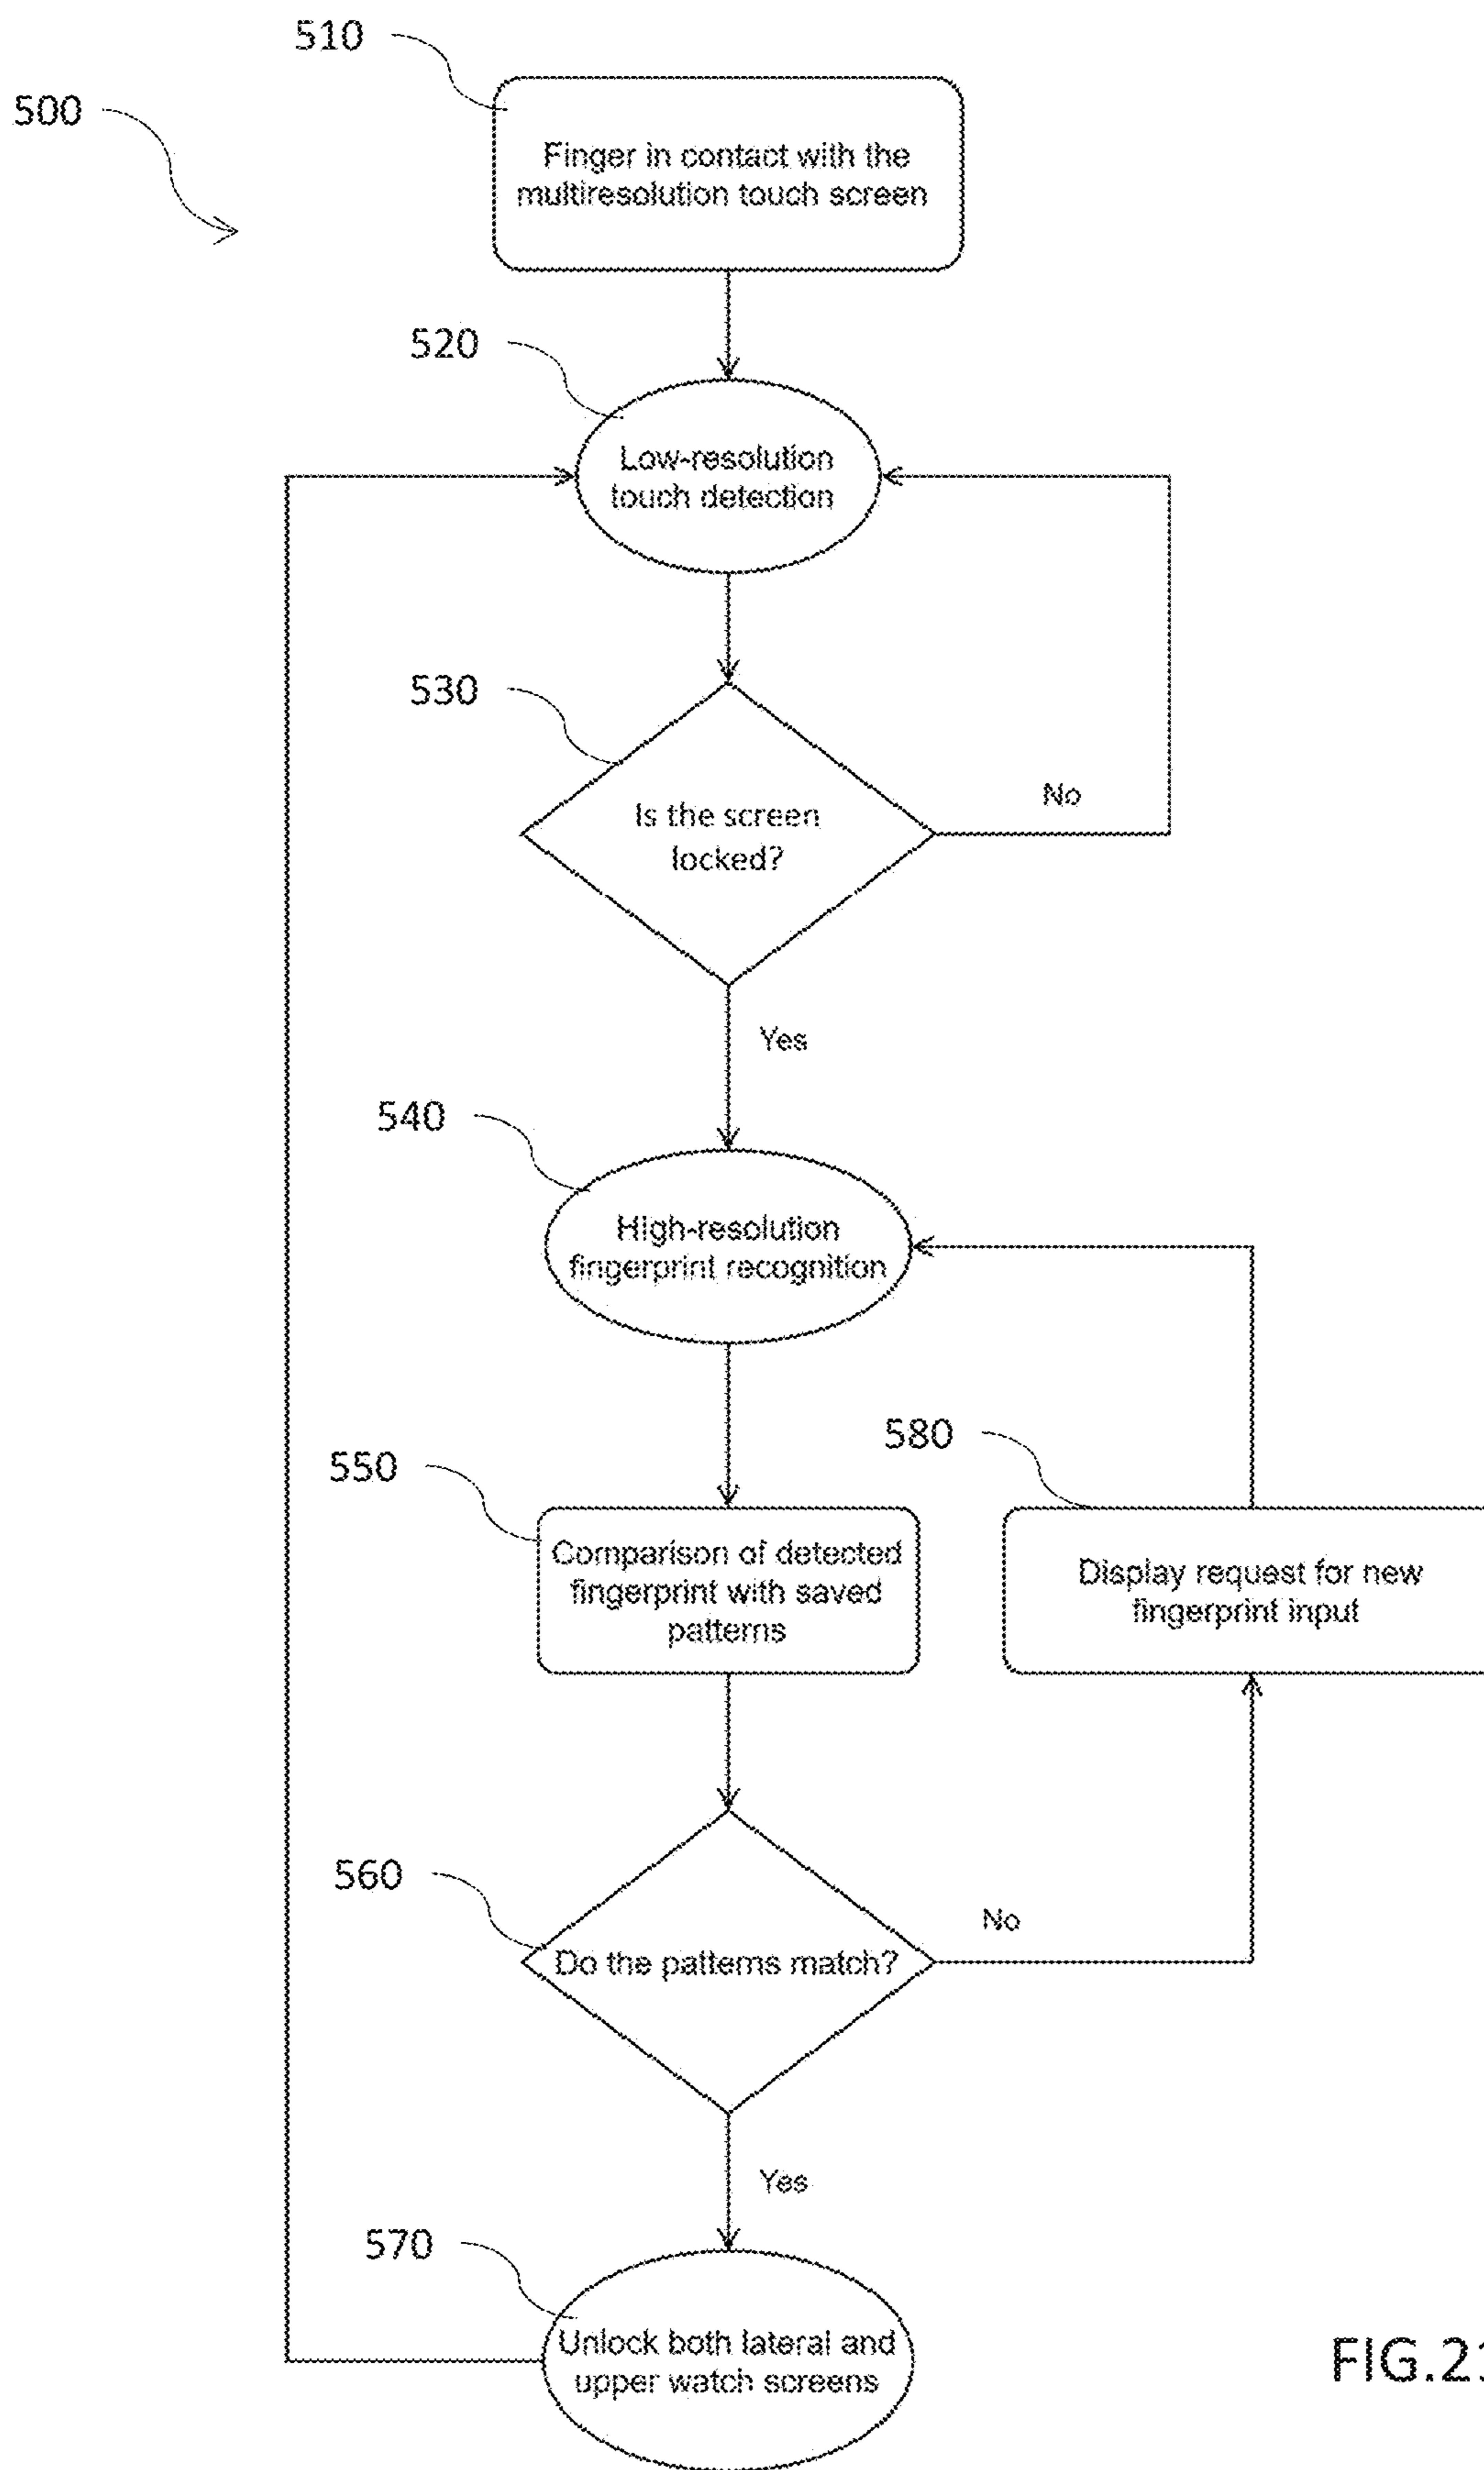 510
500
Finger in contact with the
multiresolution touch screen
520
Low-resolution
touch detection
530
Is the screen
locked?
No
Yes
540
High-resolution
fingerprint recognition
550
580
Comparison of detected
fingerprint with saved
patterns
Display request for new
fingerprint input
560
Do the patterns match?
No
Yes
570
Unlock both lateral and
upper watch screens